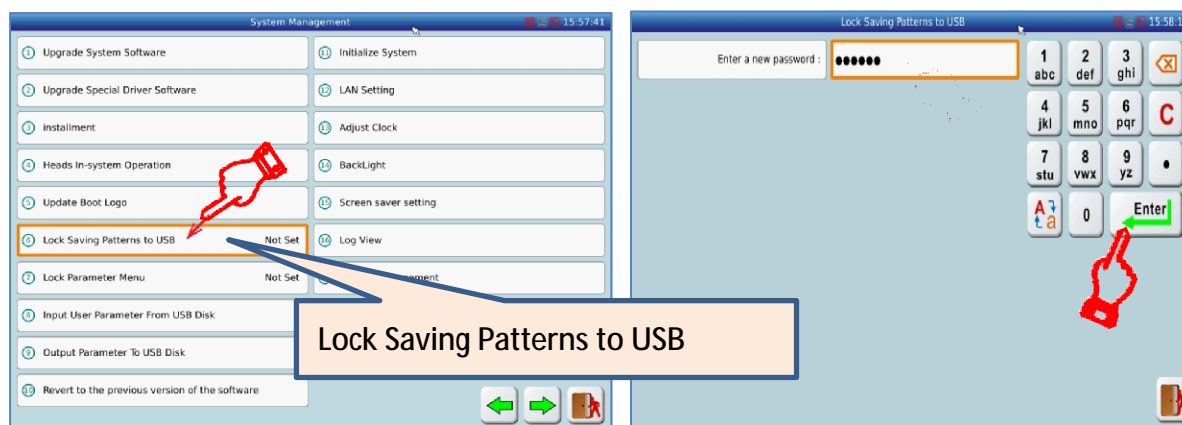 System Management 15:57:41
1 Upgrade System Software
2 Upgrade Special Driver Software
3 installment
4 Heads In-system Operation
5 Update Boot Logo
6 Lock Saving Patterns to USB Not Set
7 Lock Parameter Menu Not Set
8 Input User Parameter From USB Disk
9 Output Parameter To USB Disk
10 Revert to the previous version of the software
11 Initialize System
12 LAN Setting
13 Adjust Clock
14 BackLight
15 Screen saver setting
16 Log View
Lock Saving Patterns to USB
Lock Saving Patterns to USB 15:58:1
Enter a new password : ●●●●●●
1 2 3
abc def ghi
4 5 6 C
jkl mno pqr
7 8 9 •
stu vwx yz
A a 0 Enter